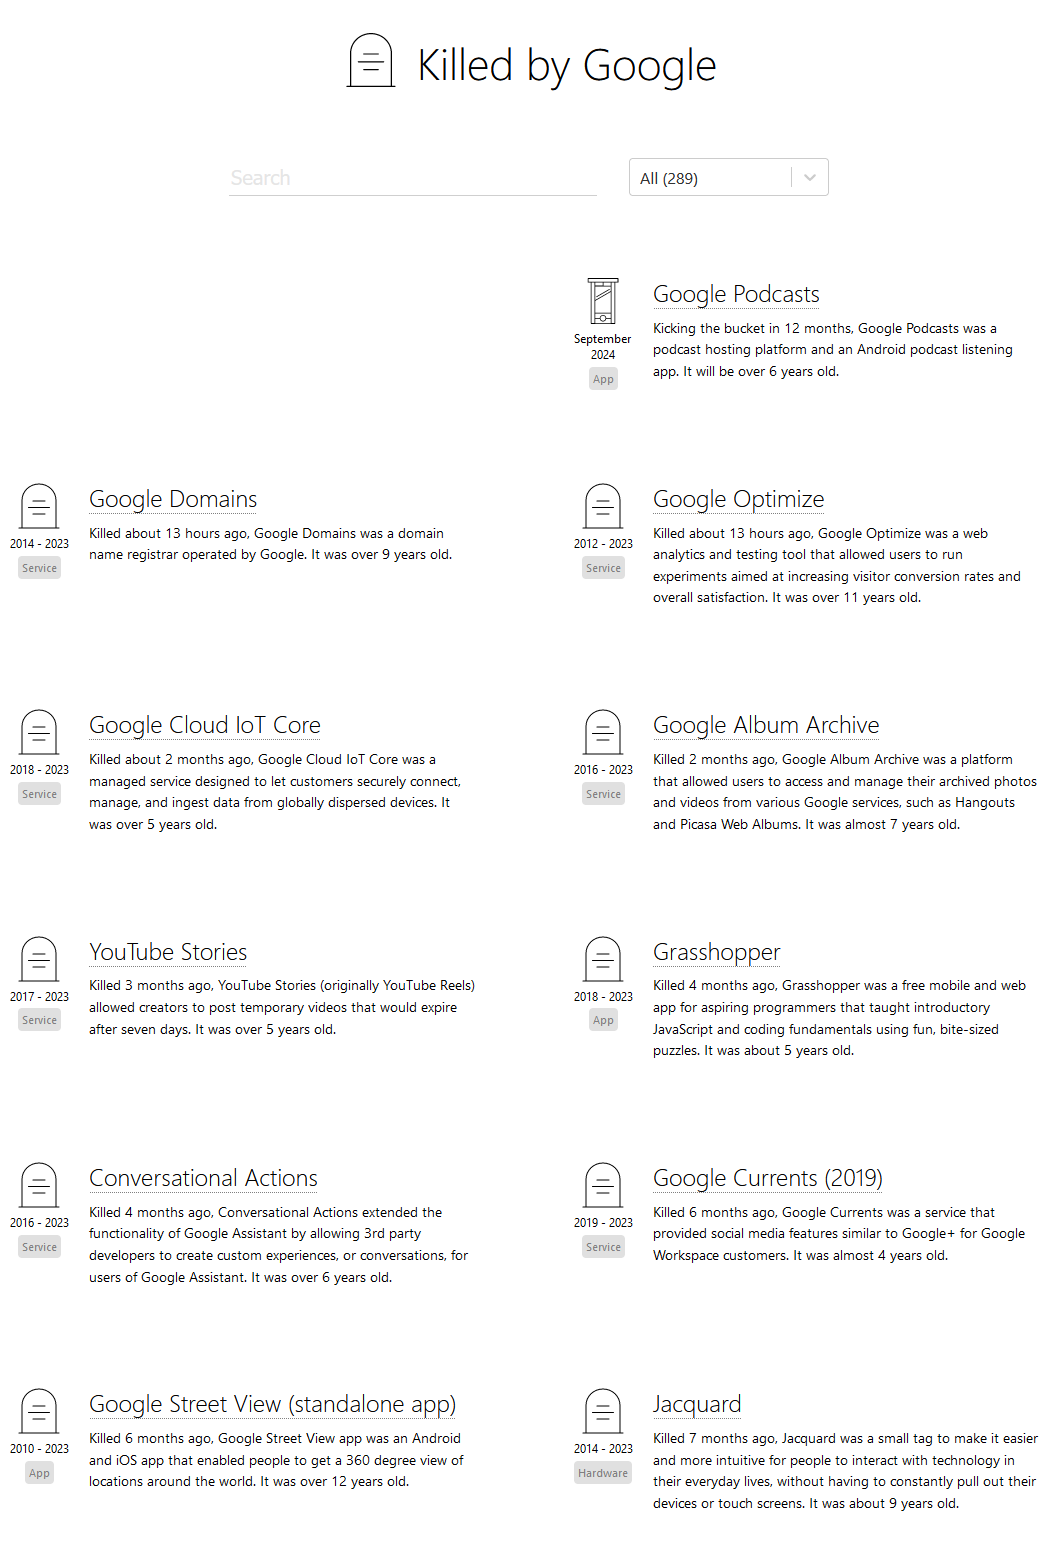 Killed by Google
Search
All (289)
September
2024
App
Google Podcasts
Kicking the bucket in 12 months, Google Podcasts was a
podcast hosting platform and an Android podcast listening
app. It will be over 6 years old.
2014 - 2023
Service
Google Domains
Killed about 13 hours ago, Google Domains was a domain
name registrar operated by Google. It was over 9 years old.
2012 - 2023
Service
Google Optimize
Killed about 13 hours ago, Google Optimize was a web
analytics and testing tool that allowed users to run
experiments aimed at increasing visitor conversion rates and
overall satisfaction. It was over 11 years old.
2018 - 2023
Service
Google Cloud IoT Core
Killed about 2 months ago, Google Cloud IoT Core was a
managed service designed to let customers securely connect,
manage, and ingest data from globally dispersed devices. It
was over 5 years old.
2016 - 2023
Service
Google Album Archive
Killed 2 months ago, Google Album Archive was a platform
that allowed users to access and manage their archived photos
and videos from various Google services, such as Hangouts
and Picasa Web Albums. It was almost 7 years old.
2017 - 2023
Service
YouTube Stories
Killed 3 months ago, YouTube Stories (originally YouTube Reels)
allowed creators to post temporary videos that would expire
after seven days. It was over 5 years old.
2018 - 2023
App
Grasshopper
Killed 4 months ago, Grasshopper was a free mobile and web
app for aspiring programmers that taught introductory
JavaScript and coding fundamentals using fun, bite-sized
puzzles. It was about 5 years old.
2016 - 2023
Service
Conversational Actions
Killed 4 months ago, Conversational Actions extended the
functionality of Google Assistant by allowing 3rd party
developers to create custom experiences, or conversations, for
users of Google Assistant. It was over 6 years old.
2019 - 2023
Service
Google Currents (2019)
Killed 6 months ago, Google Currents was a service that
provided social media features similar to Google+ for Google
Workspace customers. It was almost 4 years old.
2010 - 2023
App
Google Street View (standalone app)
Killed 6 months ago, Google Street View app was an Android
and iOS app that enabled people to get a 360 degree view of
locations around the world. It was over 12 years old.
2014 - 2023
Hardware
Jacquard
Killed 7 months ago, Jacquard was a small tag to make it easier
and more intuitive for people to interact with technology in
their everyday lives, without having to constantly pull out their
devices or touch screens. It was about 9 years old.